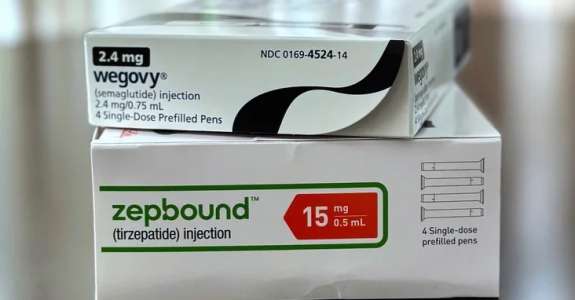 2.4 mg
NDC 0169-4524-14
wegovy®
(semaglutide) injection
2.4 mg/0.75 mL
4 Single-Dose Prefilled Pens
zepbound™
(tirzepatide) injection
15 mg
0.5 mL
4 Single-dose
prefilled pens